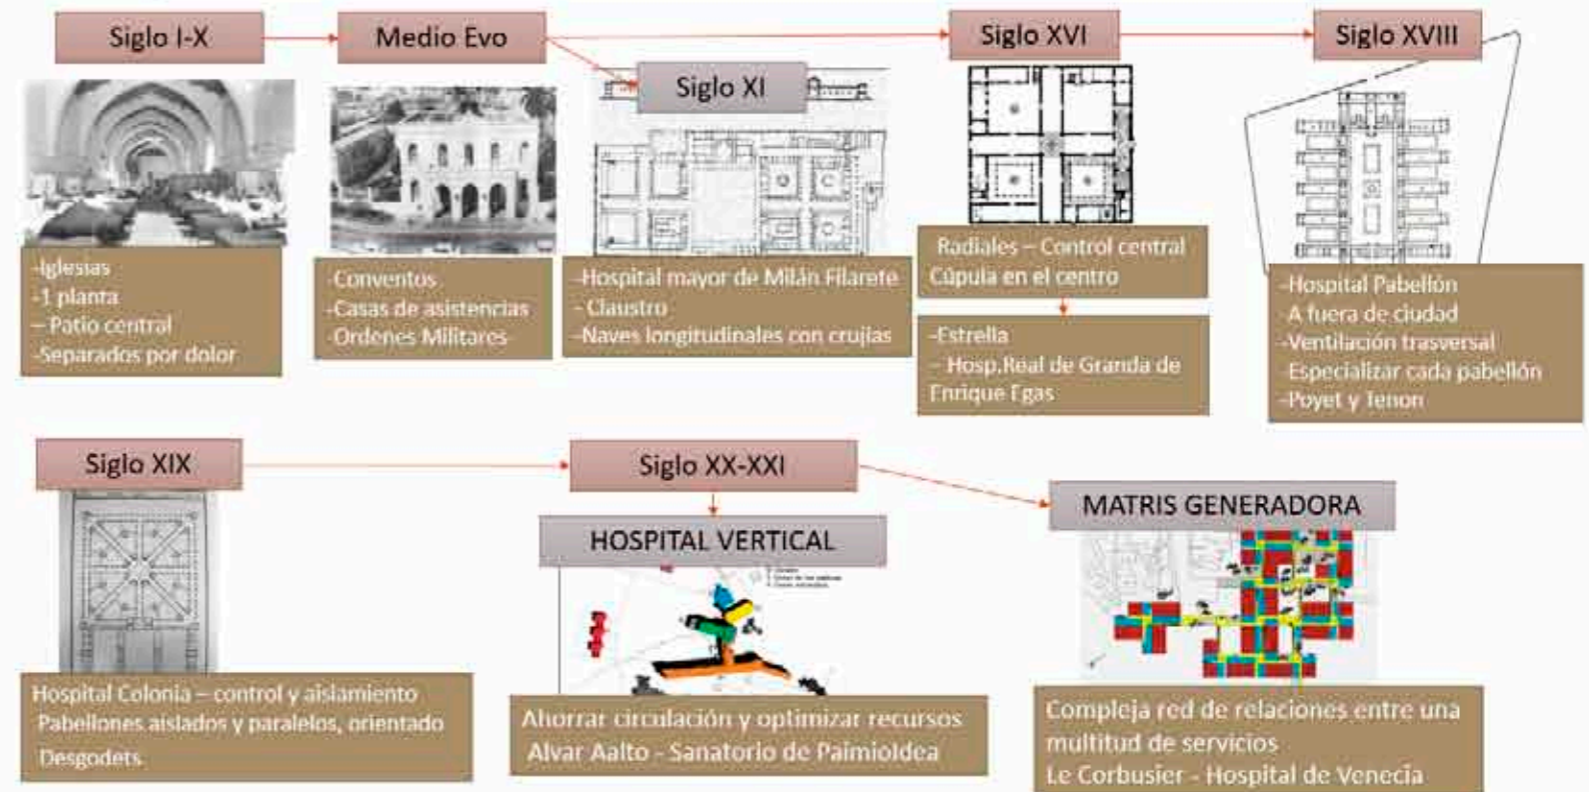 Siglo I-X
-Iglesias
-1 planta
– Patio central
-Separados por dolor
Medio Evo
-Conventos
-Casas de asistencias
-Ordenes Militares
Siglo XI
-Hospital mayor de Milán Filarete
- Claustro
-Naves longitudinales con crujías
Siglo XVI
Radiales – Control central
Cúpula en el centro
-Estrella
– Hosp.Real de Granda de
Enrique Egas
Siglo XVIII
-Hospital Pabellón
-A fuera de ciudad
-Ventilación trasversal
-Especializar cada pabellón
-Poyet y Tenon
Siglo XIX
Hospital Colonia – control y aislamiento
Pabellones aislados y paralelos, orientado
Desgodets
Siglo XX-XXI
HOSPITAL VERTICAL
Ahorrar circulación y optimizar recursos
Alvar Aalto - Sanatorio de PaimioIdea
MATRIS GENERADORA
Compleja red de relaciones entre una
multitud de servicios
Le Corbusier - Hospital de Venecia